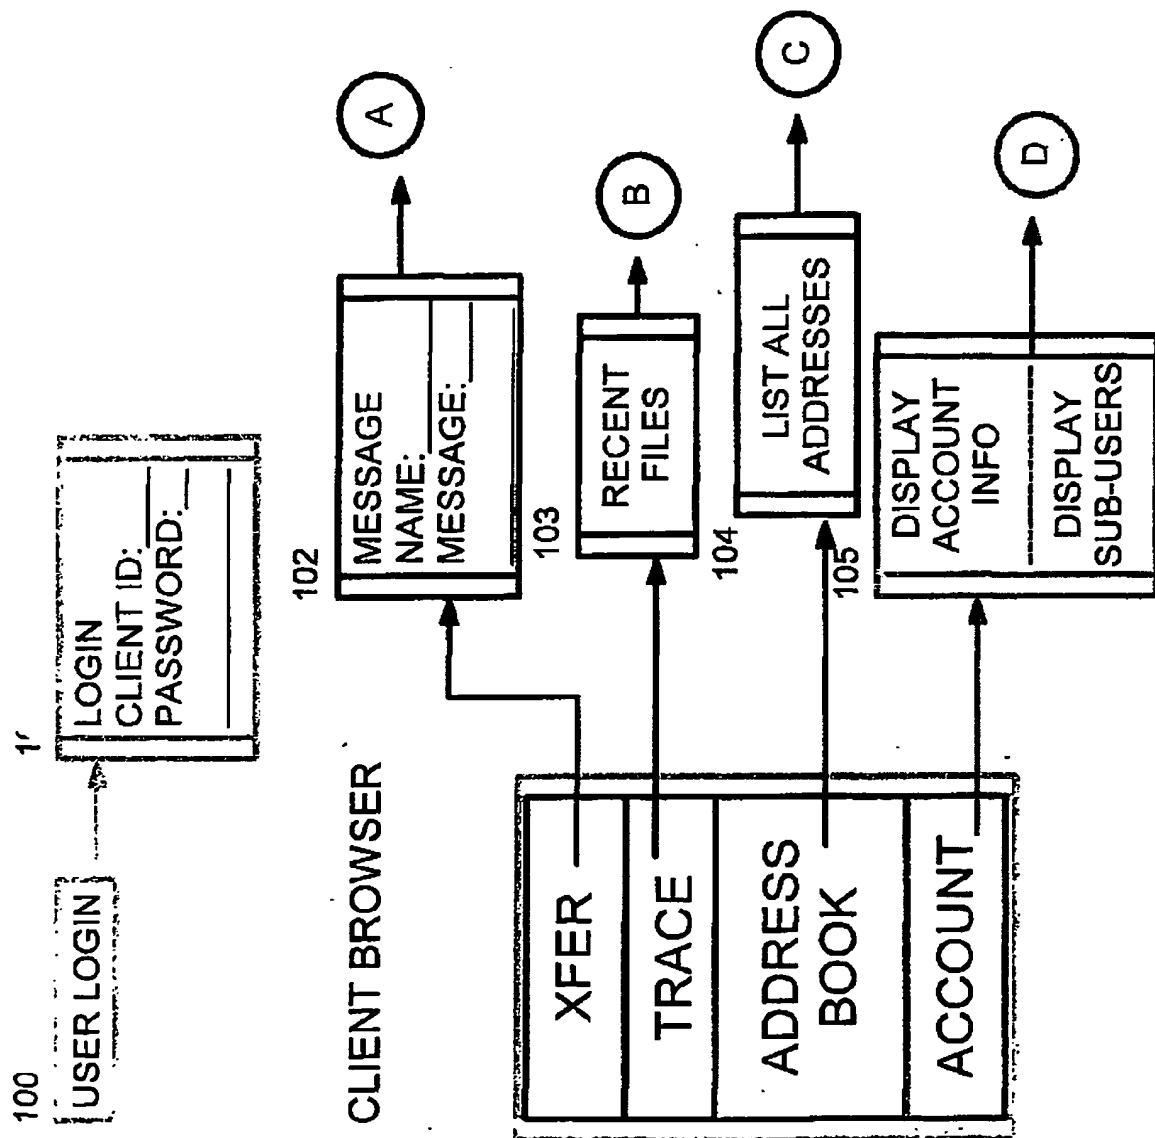 100
USER LOGIN
LOGIN
CLIENT ID:
PASSWORD:
CLIENT BROWSER
XFER
TRACE
ADDRESS
BOOK
ACCOUNT
102
MESSAGE
NAME:
MESSAGE:
A
103
RECENT
FILES
B
104
LIST ALL
ADDRESSES
C
105
DISPLAY
ACCOUNT
INFO
DISPLAY
SUB-USERS
D